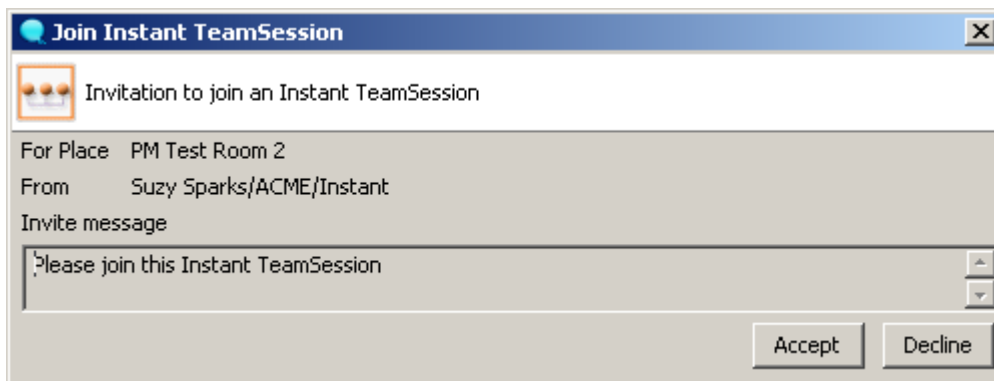 Join Instant TeamSession
Invitation to join an Instant TeamSession
For Place PM Test Room 2
From Suzy Sparks/ACME/Instant
Invite message
Please join this Instant TeamSession
Accept Decline